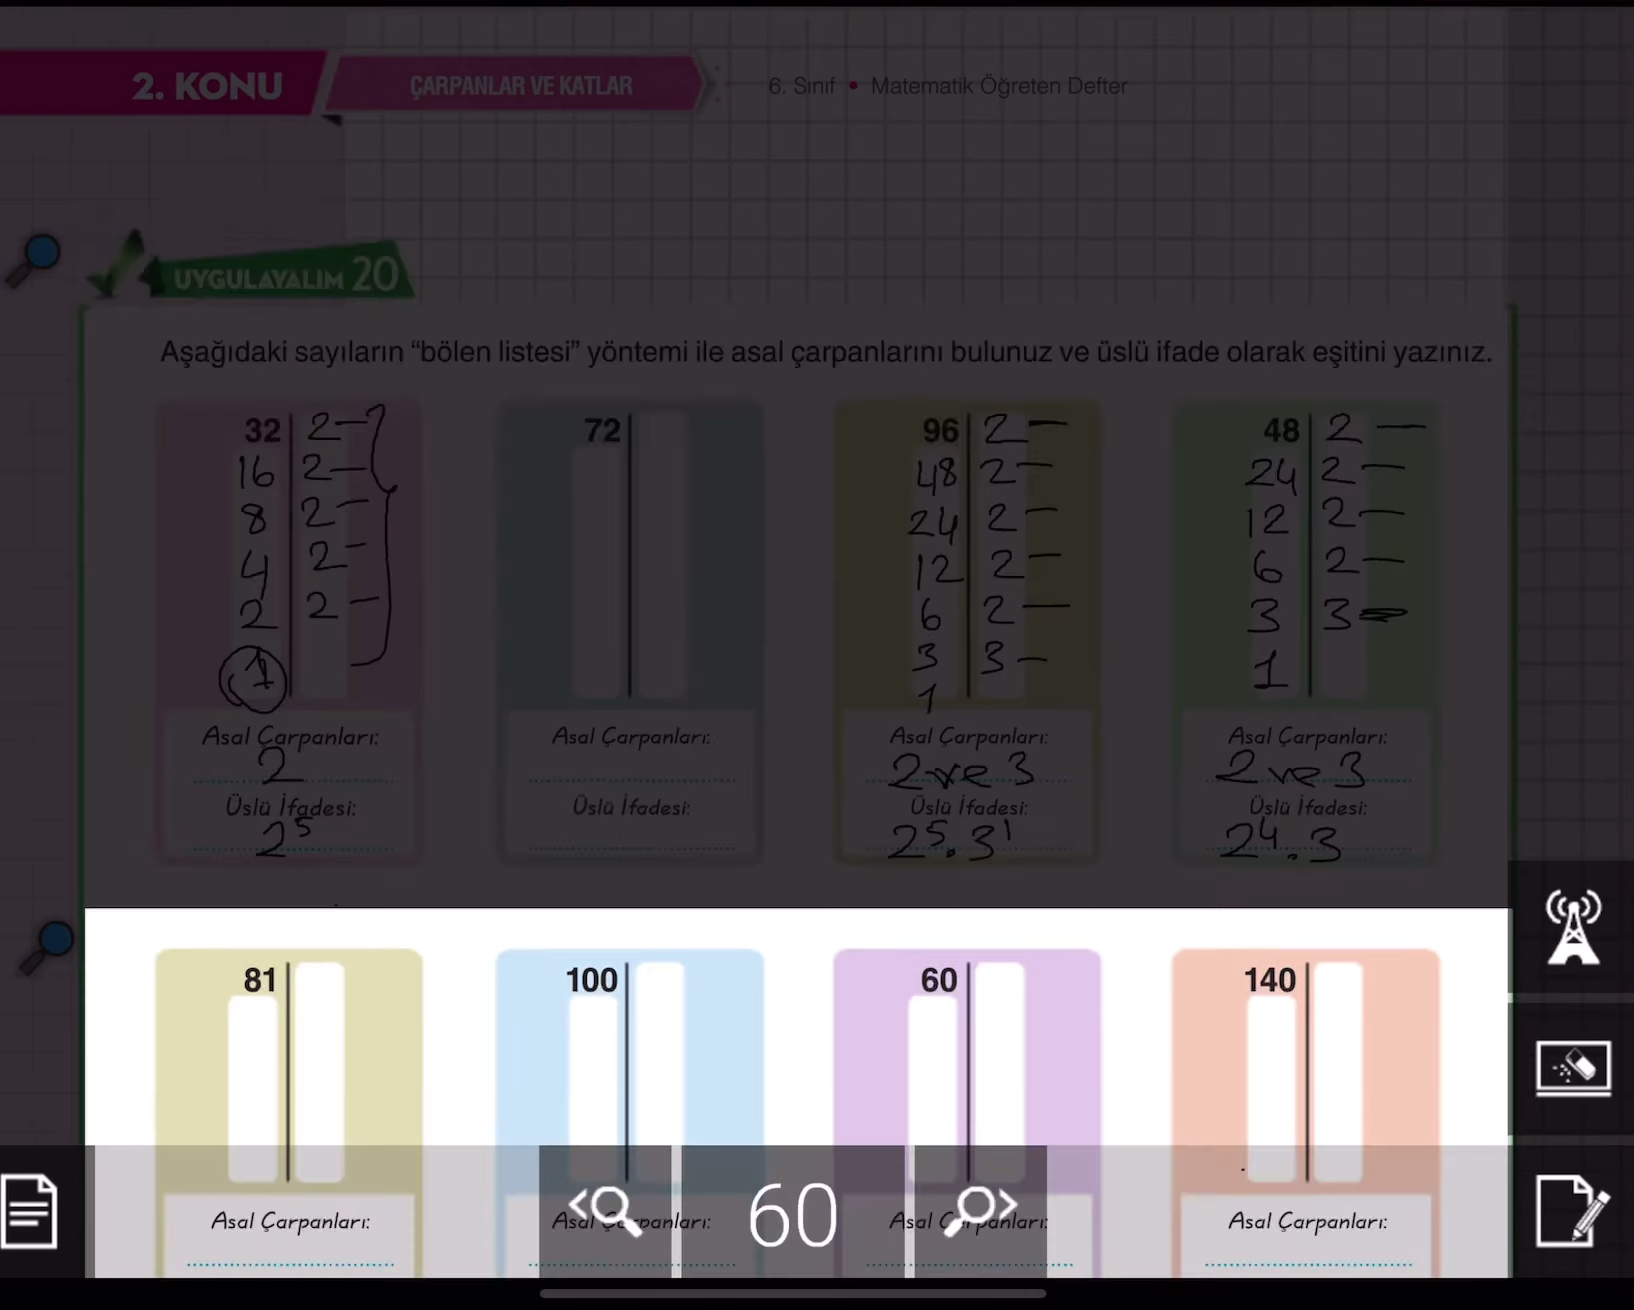 2. KONU
ÇARPANLAR VE KATLAR
6. Sınıf • Matematik Öğreten Defter
UYGULAYALIM 20
Aşağıdaki sayıların “bölen listesi” yöntemi ile asal çarpanlarını bulunuz ve üslü ifade olarak eşitini yazınız.
32 2
16 2
8 2
4 2
2 2
1
Asal Çarpanları:
2
Üslü İfadesi:
2⁵
72
Asal Çarpanları:
Üslü İfadesi:
96 2
48 2
24 2
12 2
6 2
3 3
1
Asal Çarpanları:
2 ve 3
Üslü İfadesi:
2⁵.3¹
48 2
24 2
12 2
6 2
3 3
1
Asal Çarpanları:
2 ve 3
Üslü İfadesi:
2⁴.3
81
Asal Çarpanları:
100
Asal Çarpanları:
60
Asal Çarpanları:
140
Asal Çarpanları:
60